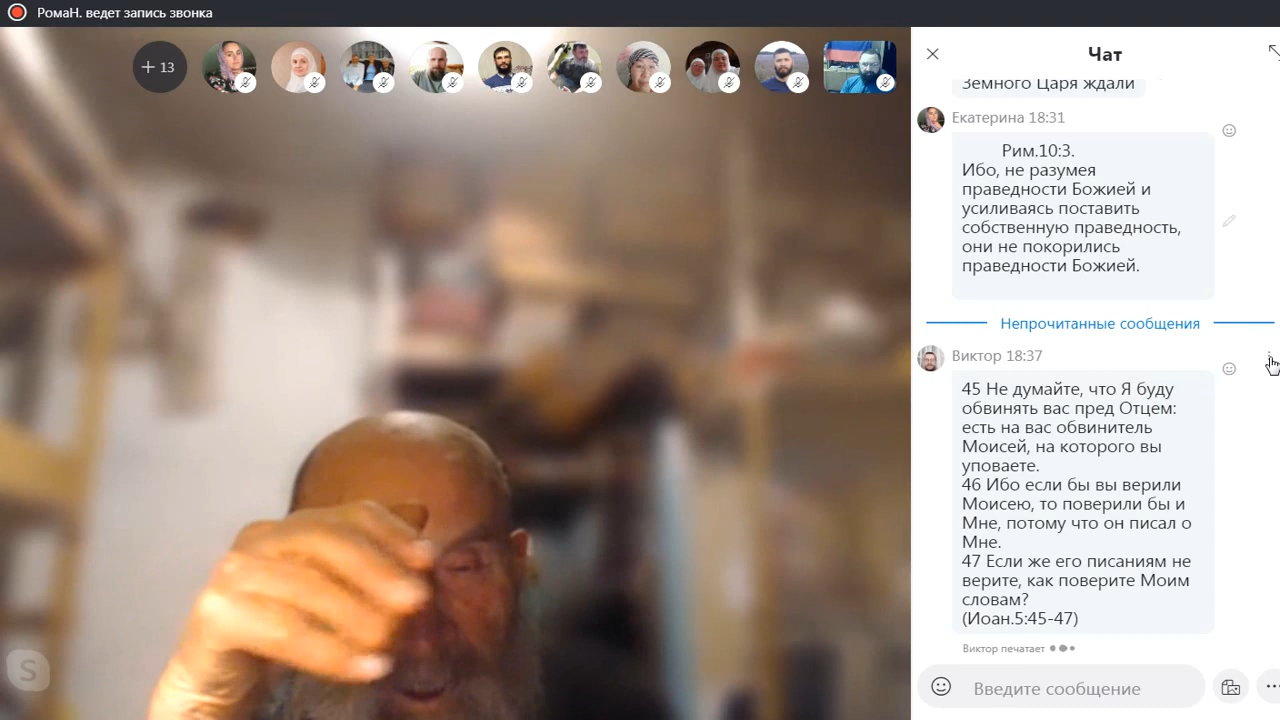 РомаН. ведет запись звонка
+ 13
Чат
Земного Царя ждали
Екатерина 18:31
Рим.10:3.
Ибо, не разумея
праведности Божией и
усиливаясь поставить
собственную праведность,
они не покорились
праведности Божией.
Непрочитанные сообщения
Виктор 18:37
45 Не думайте, что Я буду
обвинять вас пред Отцем:
есть на вас обвинитель
Моисей, на которого вы
уповаете.
46 Ибо если бы вы верили
Моисею, то поверили бы и
Мне, потому что он писал о
Мне.
47 Если же его писаниям не
верите, как поверите Моим
словам?
(Иоан.5:45-47)
Виктор печатает
Введите сообщение
S